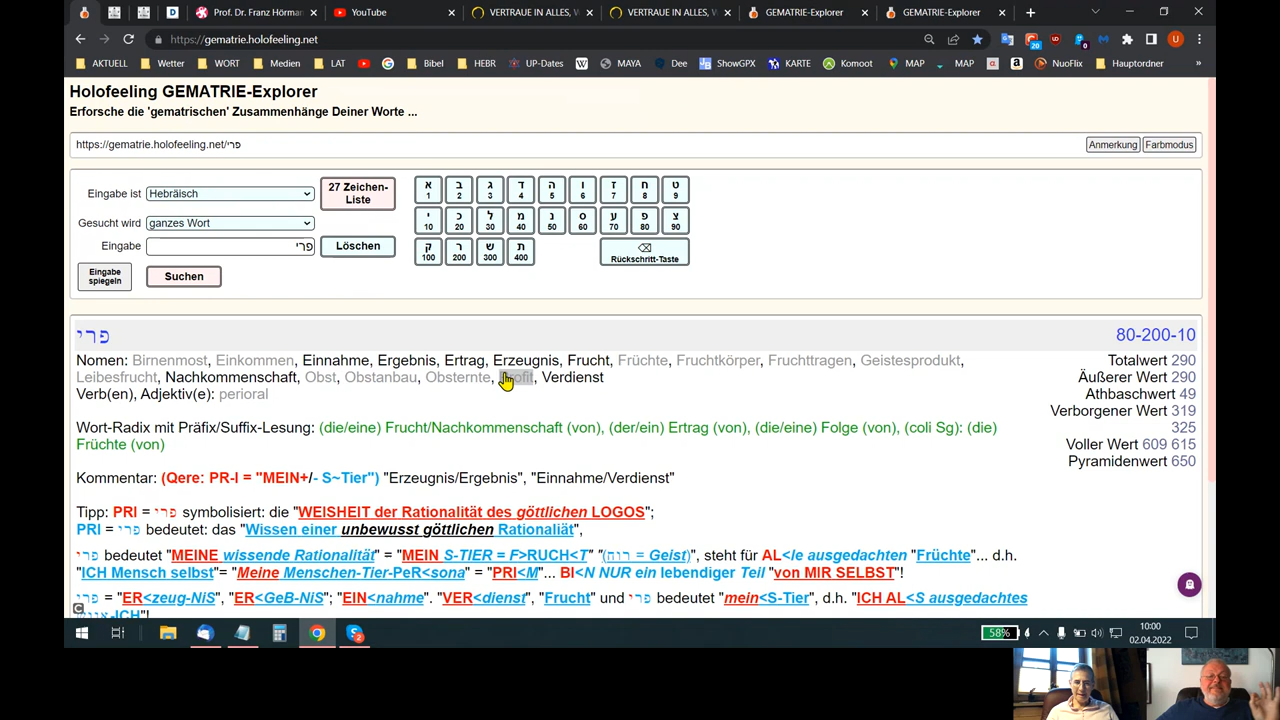 Prof. Dr. Franz Hörman
YouTube
VERTRAUE IN ALLES, W
VERTRAUE IN ALLES, W
GEMATRIE-Explorer
GEMATRIE-Explorer
https://gematrie.holofeeling.net
AKTUELL Wetter WORT Medien LAT Bibel HEBR UP-Dates MAYA Dee ShowGPX KARTE Komoot MAP MAP NuoFlix Hauptordner »
Holofeeling GEMATRIE-Explorer
Erforsche die 'gematrischen' Zusammenhänge Deiner Worte ...
https://gematrie.holofeeling.net/פרי
Anmerkung Farbmodus
Eingabe ist Hebräisch
27 Zeichen-Liste
Gesucht wird ganzes Wort
Eingabe פרי Löschen
Eingabe spiegeln
Suchen
א 1 ב 2 ג 3 ד 4 ה 5 ו 6 ז 7 ח 8 ט 9
י 10 כ 20 ל 30 מ 40 נ 50 ס 60 ע 70 פ 80 צ 90
ק 100 ר 200 ש 300 ת 400 Rückschritt-Taste
פרי 80-200-10
Nomen: Birnenmost, Einkommen, Einnahme, Ergebnis, Ertrag, Erzeugnis, Frucht, Früchte, Fruchtkörper, Fruchttragen, Geistesprodukt,
Leibesfrucht, Nachkommenschaft, Obst, Obstanbau, Obsternte, Profit, Verdienst
Verb(en), Adjektiv(e): perioral
Totalwert 290
Äußerer Wert 290
Athbaschwert 49
Verborgener Wert 319
325
Voller Wert 609 615
Pyramidenwert 650
Wort-Radix mit Präfix/Suffix-Lesung: (die/eine) Frucht/Nachkommenschaft (von), (der/ein) Ertrag (von), (die/eine) Folge (von), (coli Sg): (die)
Früchte (von)
Kommentar: (Qere: PR-I = "MEIN+/- S~Tier") "Erzeugnis/Ergebnis", "Einnahme/Verdienst"
Tipp: PRI = פרי symbolisiert: die "WEISHEIT der Rationalität des göttlichen LOGOS";
PRI = פרי bedeutet: das "Wissen einer unbewusst göttlichen Rationaliät",
פרי bedeutet "MEINE wissende Rationalität" = "MEIN S-TIER = F>RUCH<T" "(רוח = Geist)", steht für AL<le ausgedachten "Früchte"... d.h.
"ICH Mensch selbst"= "Meine Menschen-Tier-PeR<sona" = "PRI<M"... BI<N NUR ein lebendiger Teil "von MIR SELBST"!
פרי = "ER<zeug-NiS", "ER<GeB-NiS"; "EIN<nahme". "VER<dienst", "Frucht" und פרי bedeutet "mein<S-Tier", d.h. "ICH AL<S ausgedachtes
58%
10:00
02.04.2022